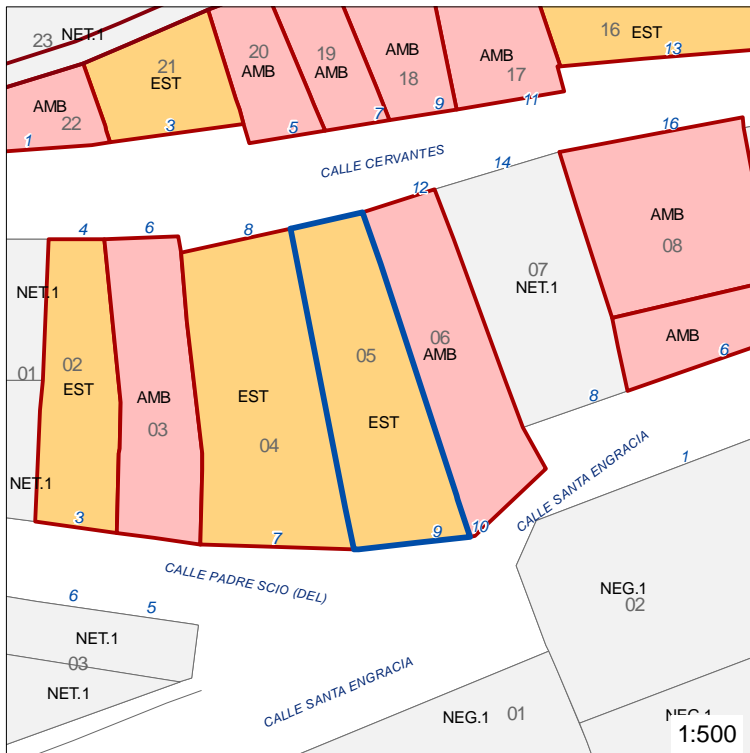 23 NET.1
21
EST
20
AMB
19
AMB
AMB
18
AMB
17
16 EST
13
AMB
22
1
3
5
7
9
11
CALLE CERVANTES
14
16
12
4
6
8
NET.1
01
02
EST
AMB
03
EST
04
05
EST
06
AMB
07
NET.1
AMB
08
AMB
6
8
NET.1
3
7
9
10
CALLE SANTA ENGRACIA
1
CALLE PADRE SCIO (DEL)
6
5
NET.1
03
NET.1
NEG.1
02
CALLE SANTA ENGRACIA
NEG.1 01
NEG.1
1:500